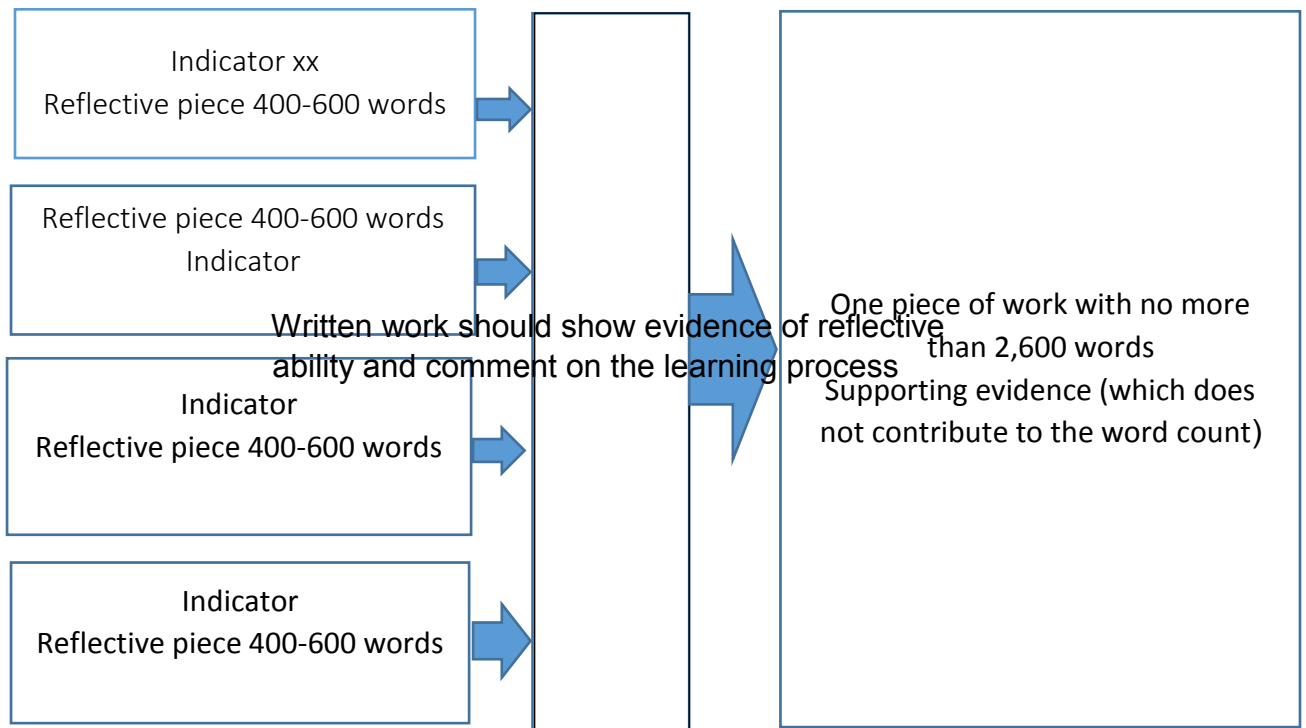 Indicator xx
Reflective piece 400-600 words
Reflective piece 400-600 words
Indicator
Indicator
Reflective piece 400-600 words
Indicator
Reflective piece 400-600 words
Written work should show evidence of reflective
ability and comment on the learning process
One piece of work with no more
than 2,600 words
Supporting evidence (which does
not contribute to the word count)